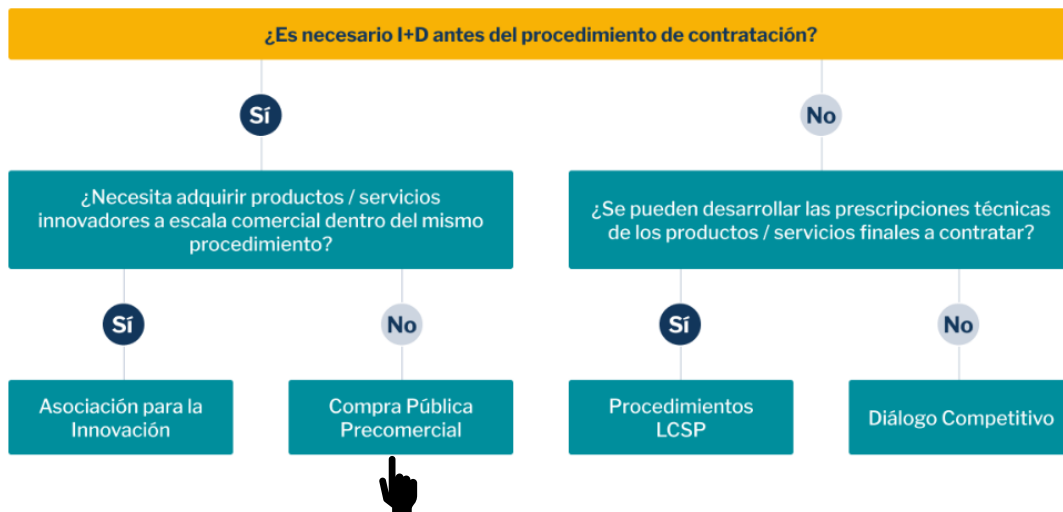 ¿Es necesario I+D antes del procedimiento de contratación?
Sí
No
¿Necesita adquirir productos / servicios
innovadores a escala comercial dentro del mismo
procedimiento?
¿Se pueden desarrollar las prescripciones técnicas
de los productos / servicios finales a contratar?
Sí
No
Sí
No
Asociación para la
Innovación
Compra Pública
Precomercial
Procedimientos
LCSP
Diálogo Competitivo